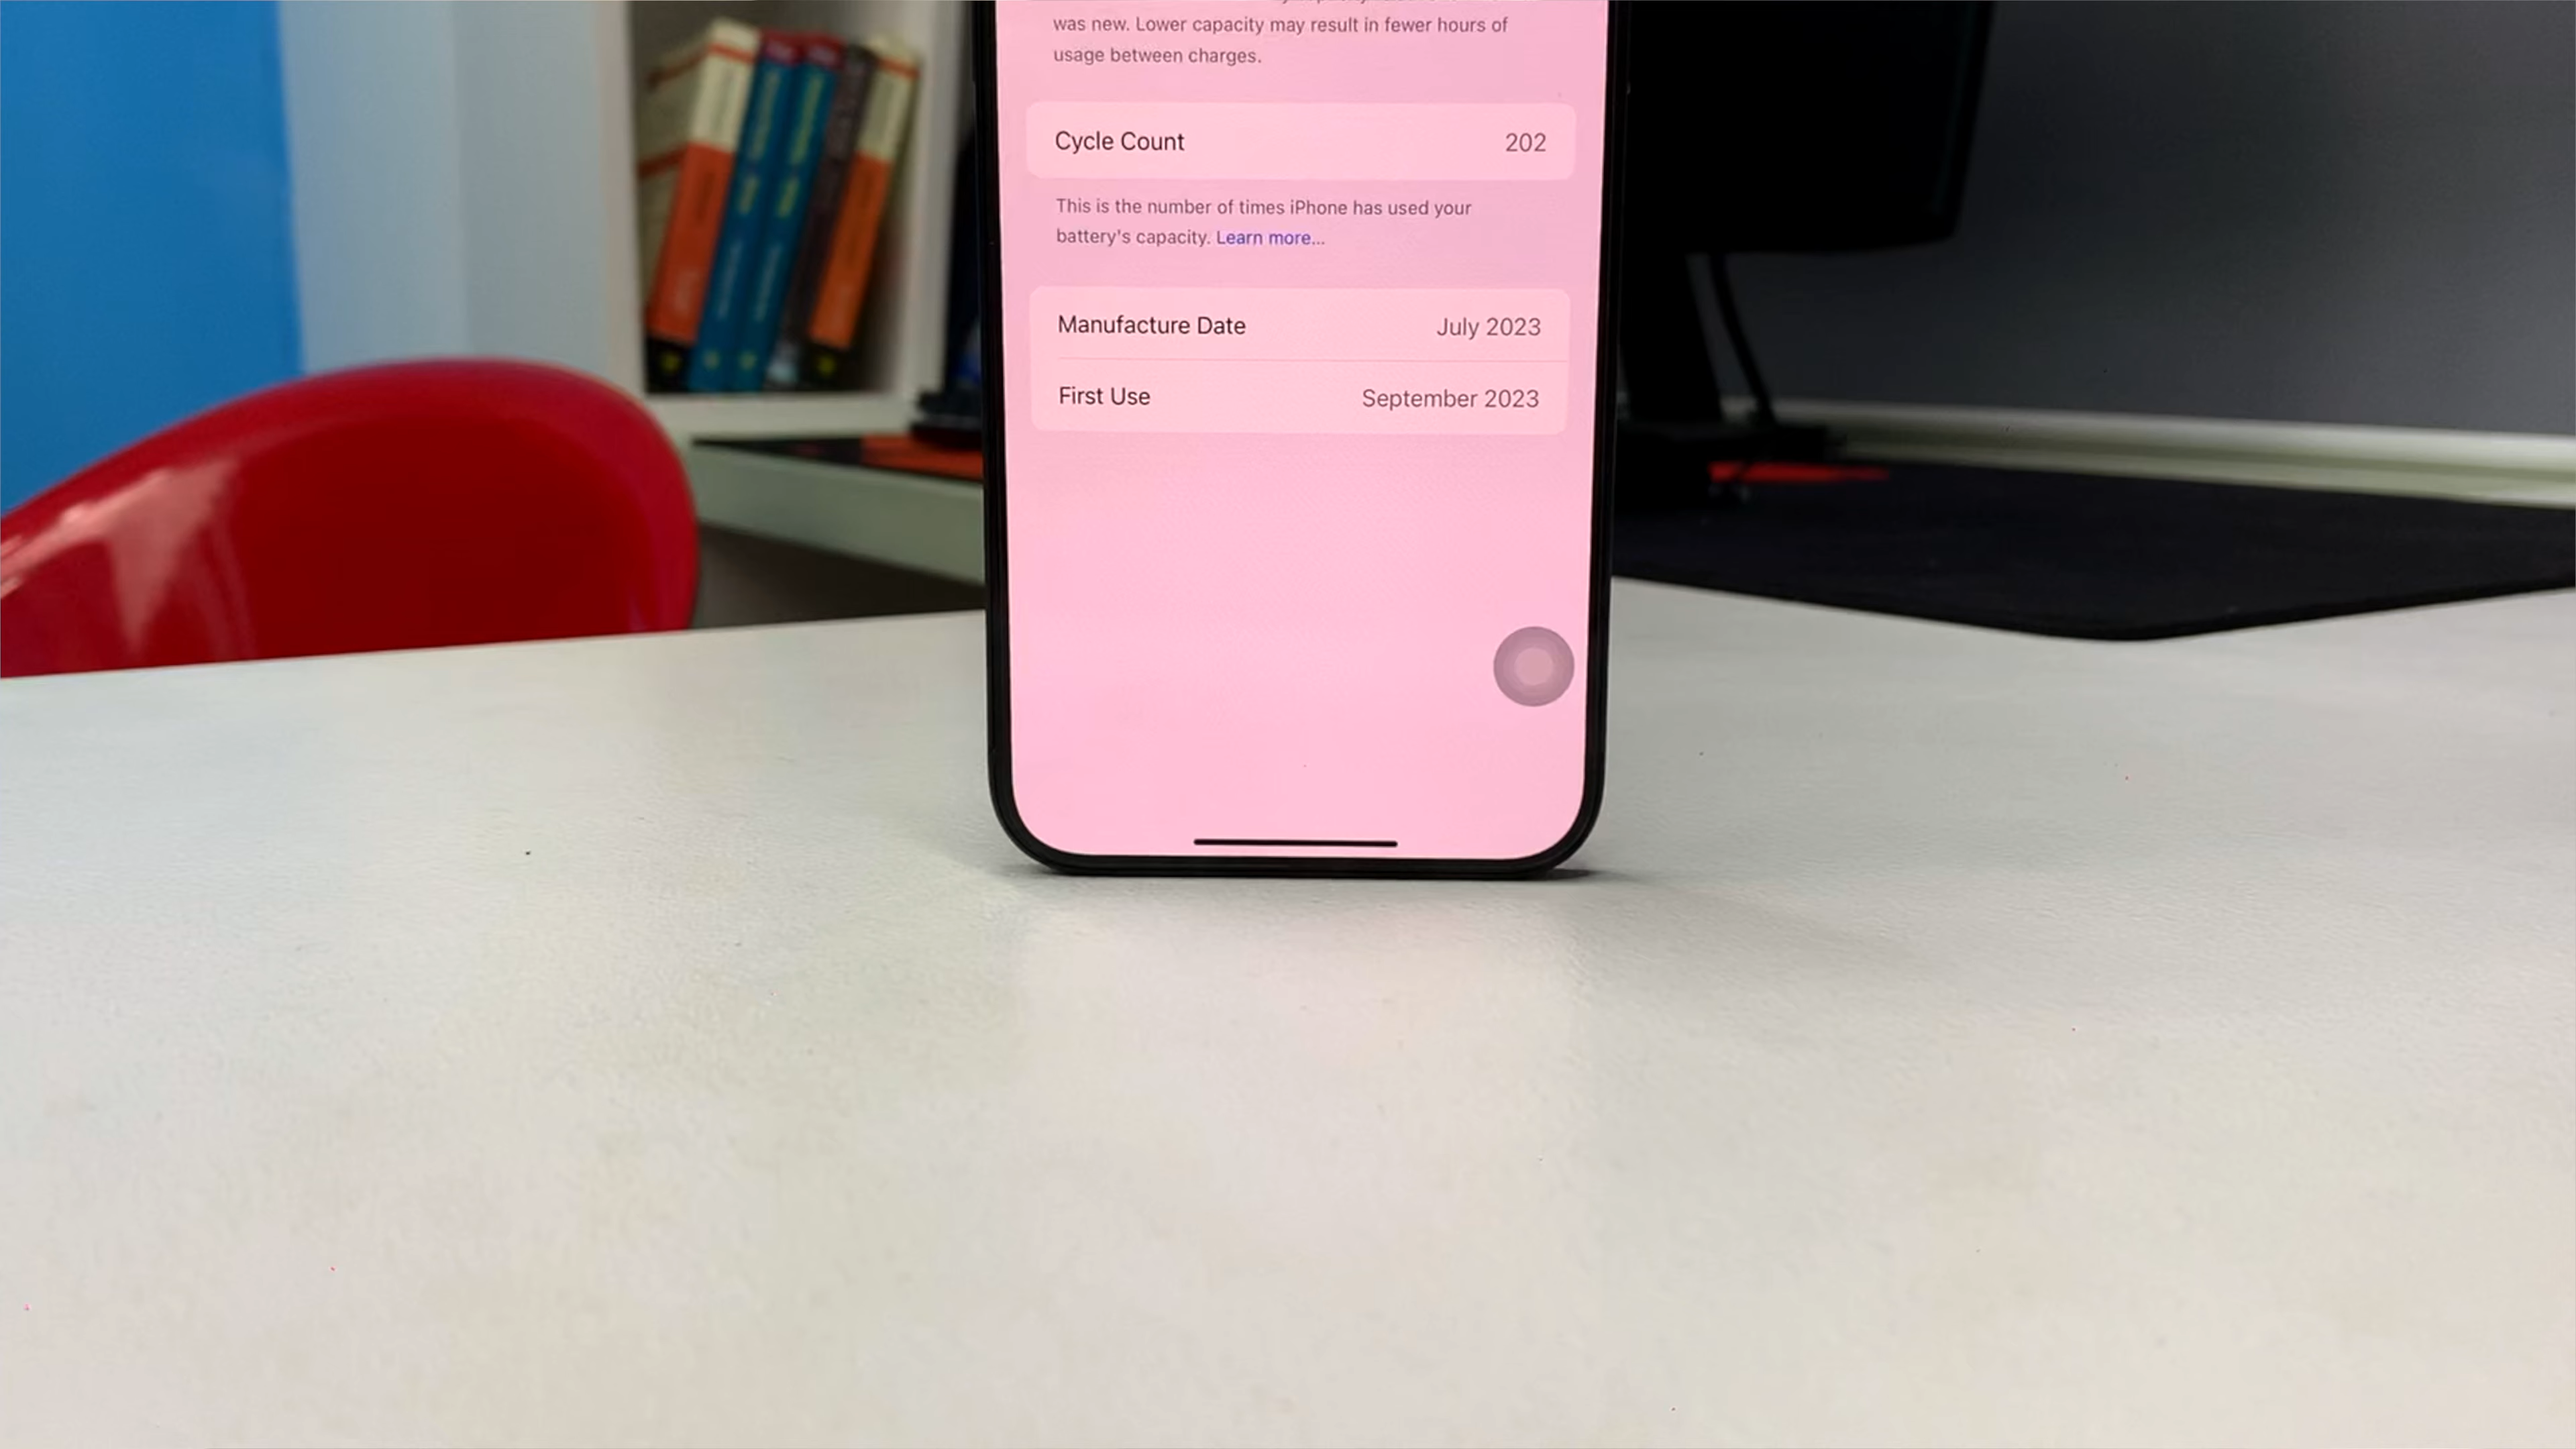 was new. Lower capacity may result in fewer hours of
usage between charges.
Cycle Count 202
This is the number of times iPhone has used your
battery's capacity. Learn more...
Manufacture Date July 2023
First Use September 2023